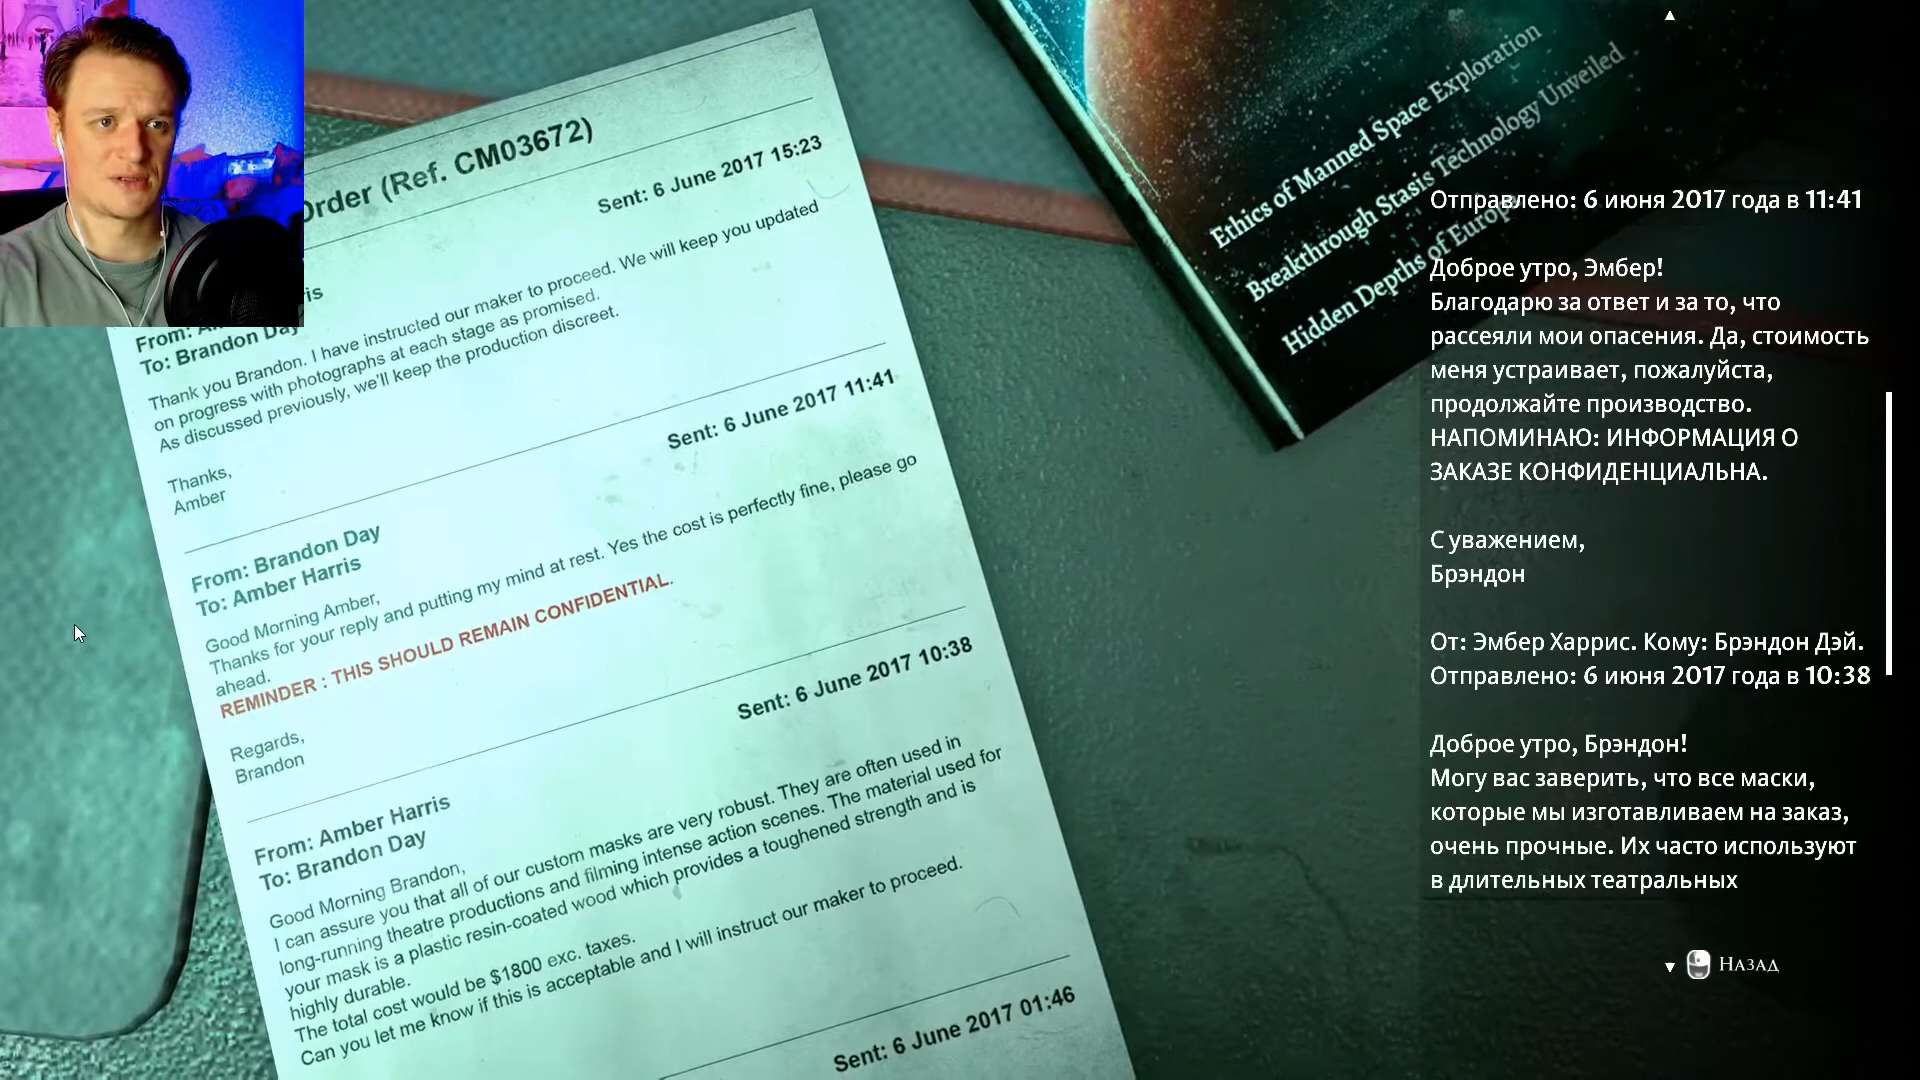 Order (Ref. CM03672)
Sent: 6 June 2017 15:23
To: Brandon Day
Thank you Brandon. I have instructed our maker to proceed. We will keep you updated
on progress with photographs at each stage as promised.
As discussed previously, we'll keep the production discreet.
Thanks,
Amber
Sent: 6 June 2017 11:41
From: Brandon Day
To: Amber Harris
Good Morning Amber,
Thanks for your reply and putting my mind at rest. Yes the cost is perfectly fine, please go
ahead.
REMINDER : THIS SHOULD REMAIN CONFIDENTIAL.
Regards,
Brandon
Sent: 6 June 2017 10:38
From: Amber Harris
To: Brandon Day
Good Morning Brandon,
I can assure you that all of our custom masks are very robust. They are often used in
long-running theatre productions and filming intense action scenes. The material used for
your mask is a plastic resin-coated wood which provides a toughened strength and is
highly durable.
The total cost would be $1800 exc. taxes.
Can you let me know if this is acceptable and I will instruct our maker to proceed.
Sent: 6 June 2017 01:46
Ethics of Manned Space Exploration
Breakthrough Stasis Technology Unveiled
Hidden Depths of Europa
Отправлено: 6 июня 2017 года в 11:41
Доброе утро, Эмбер!
Благодарю за ответ и за то, что
рассеяли мои опасения. Да, стоимость
меня устраивает, пожалуйста,
продолжайте производство.
НАПОМИНАЮ: ИНФОРМАЦИЯ О
ЗАКАЗЕ КОНФИДЕНЦИАЛЬНА.
С уважением,
Брэндон
От: Эмбер Харрис. Кому: Брэндон Дэй.
Отправлено: 6 июня 2017 года в 10:38
Доброе утро, Брэндон!
Могу вас заверить, что все маски,
которые мы изготавливаем на заказ,
очень прочные. Их часто используют
в длительных театральных
Назад